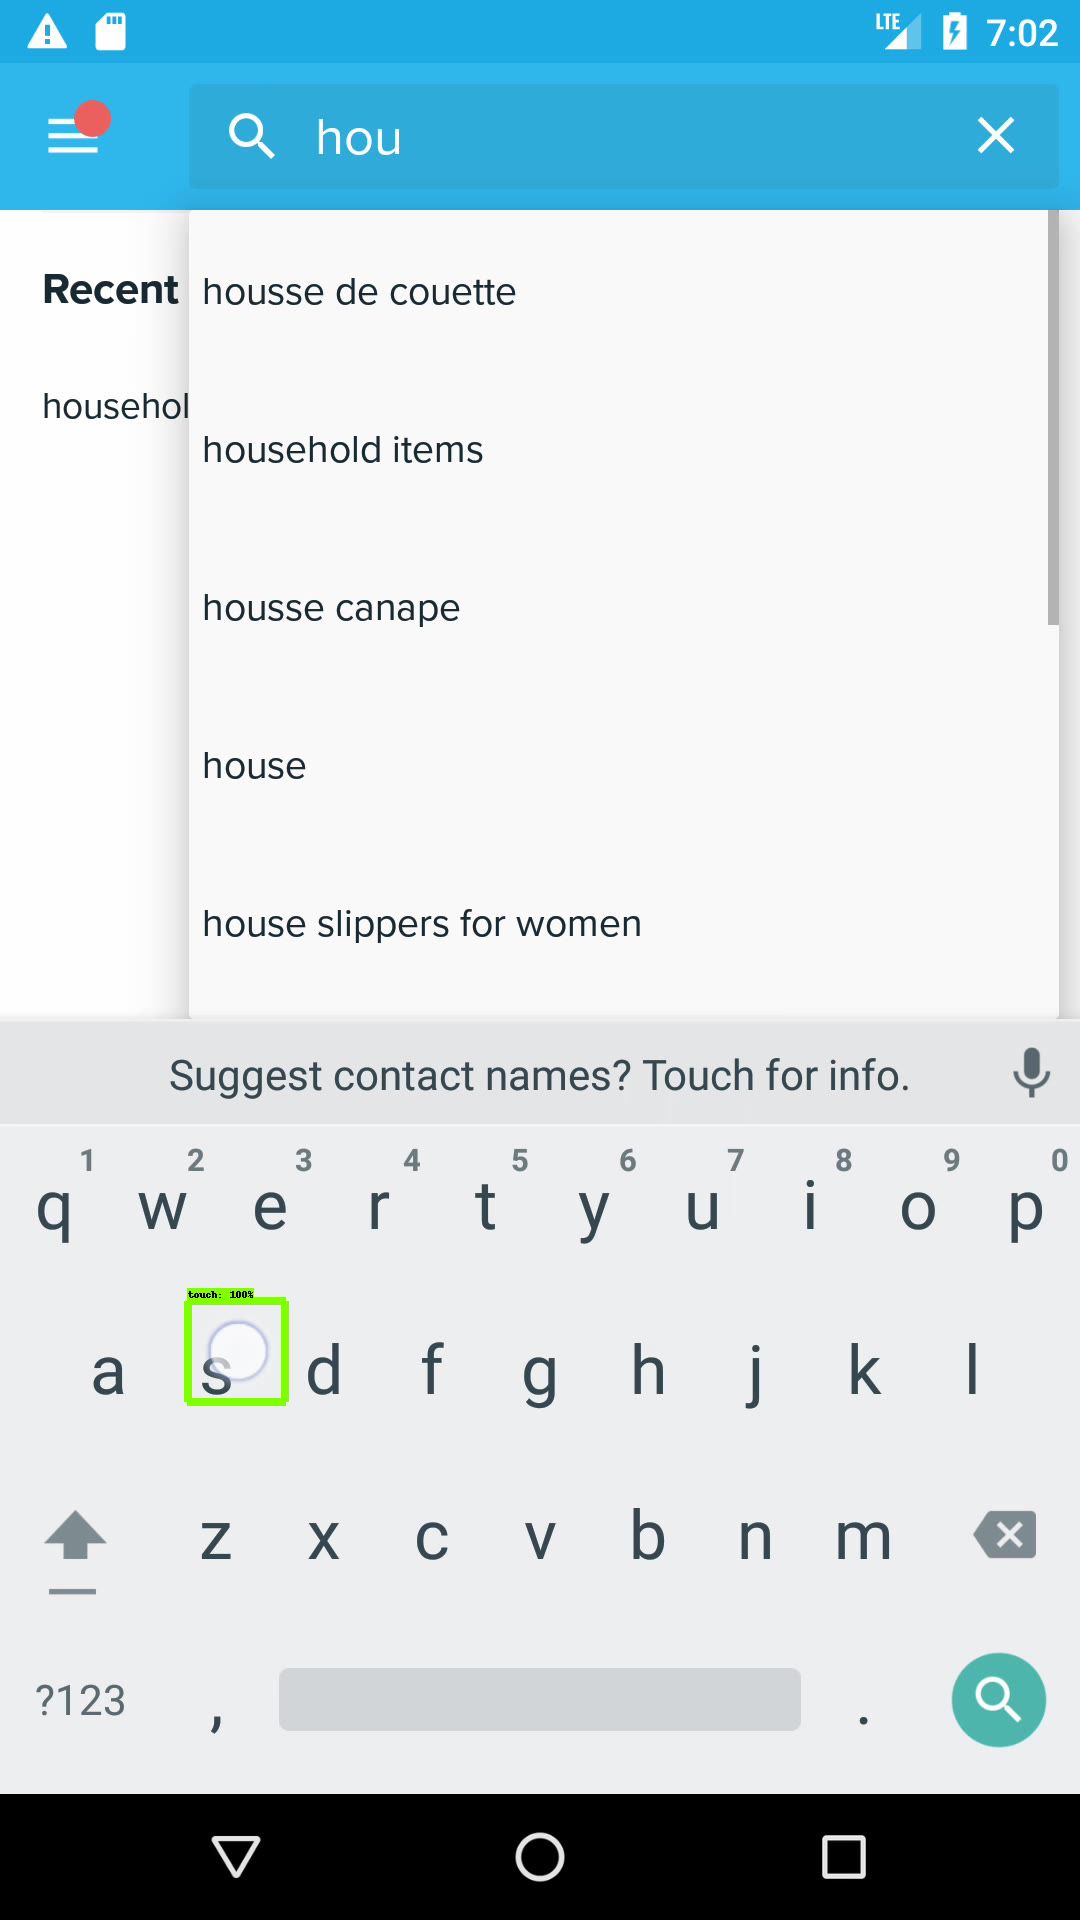 LTE 7:02
hou
Recent
househol
housse de couette
household items
housse canape
house
house slippers for women
Suggest contact names? Touch for info.
1 2 3 4 5 6 7 8 9 0
q w e r t y u i o p
touch: 100%
a s d f g h j k l
z x c v b n m
?123 , .